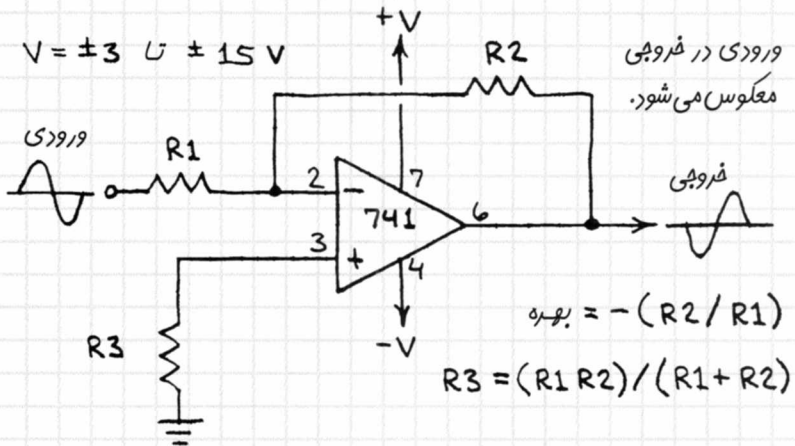 +V
V = ±3 تا ±15 V
R2
ورودی در خروجی
معکوس می‌شود.
ورودی
R1
2
-
7
741
6
خروجی
3
+
4
-V
R3
بهره = -(R2/R1)
R3 = (R1 R2)/(R1+R2)